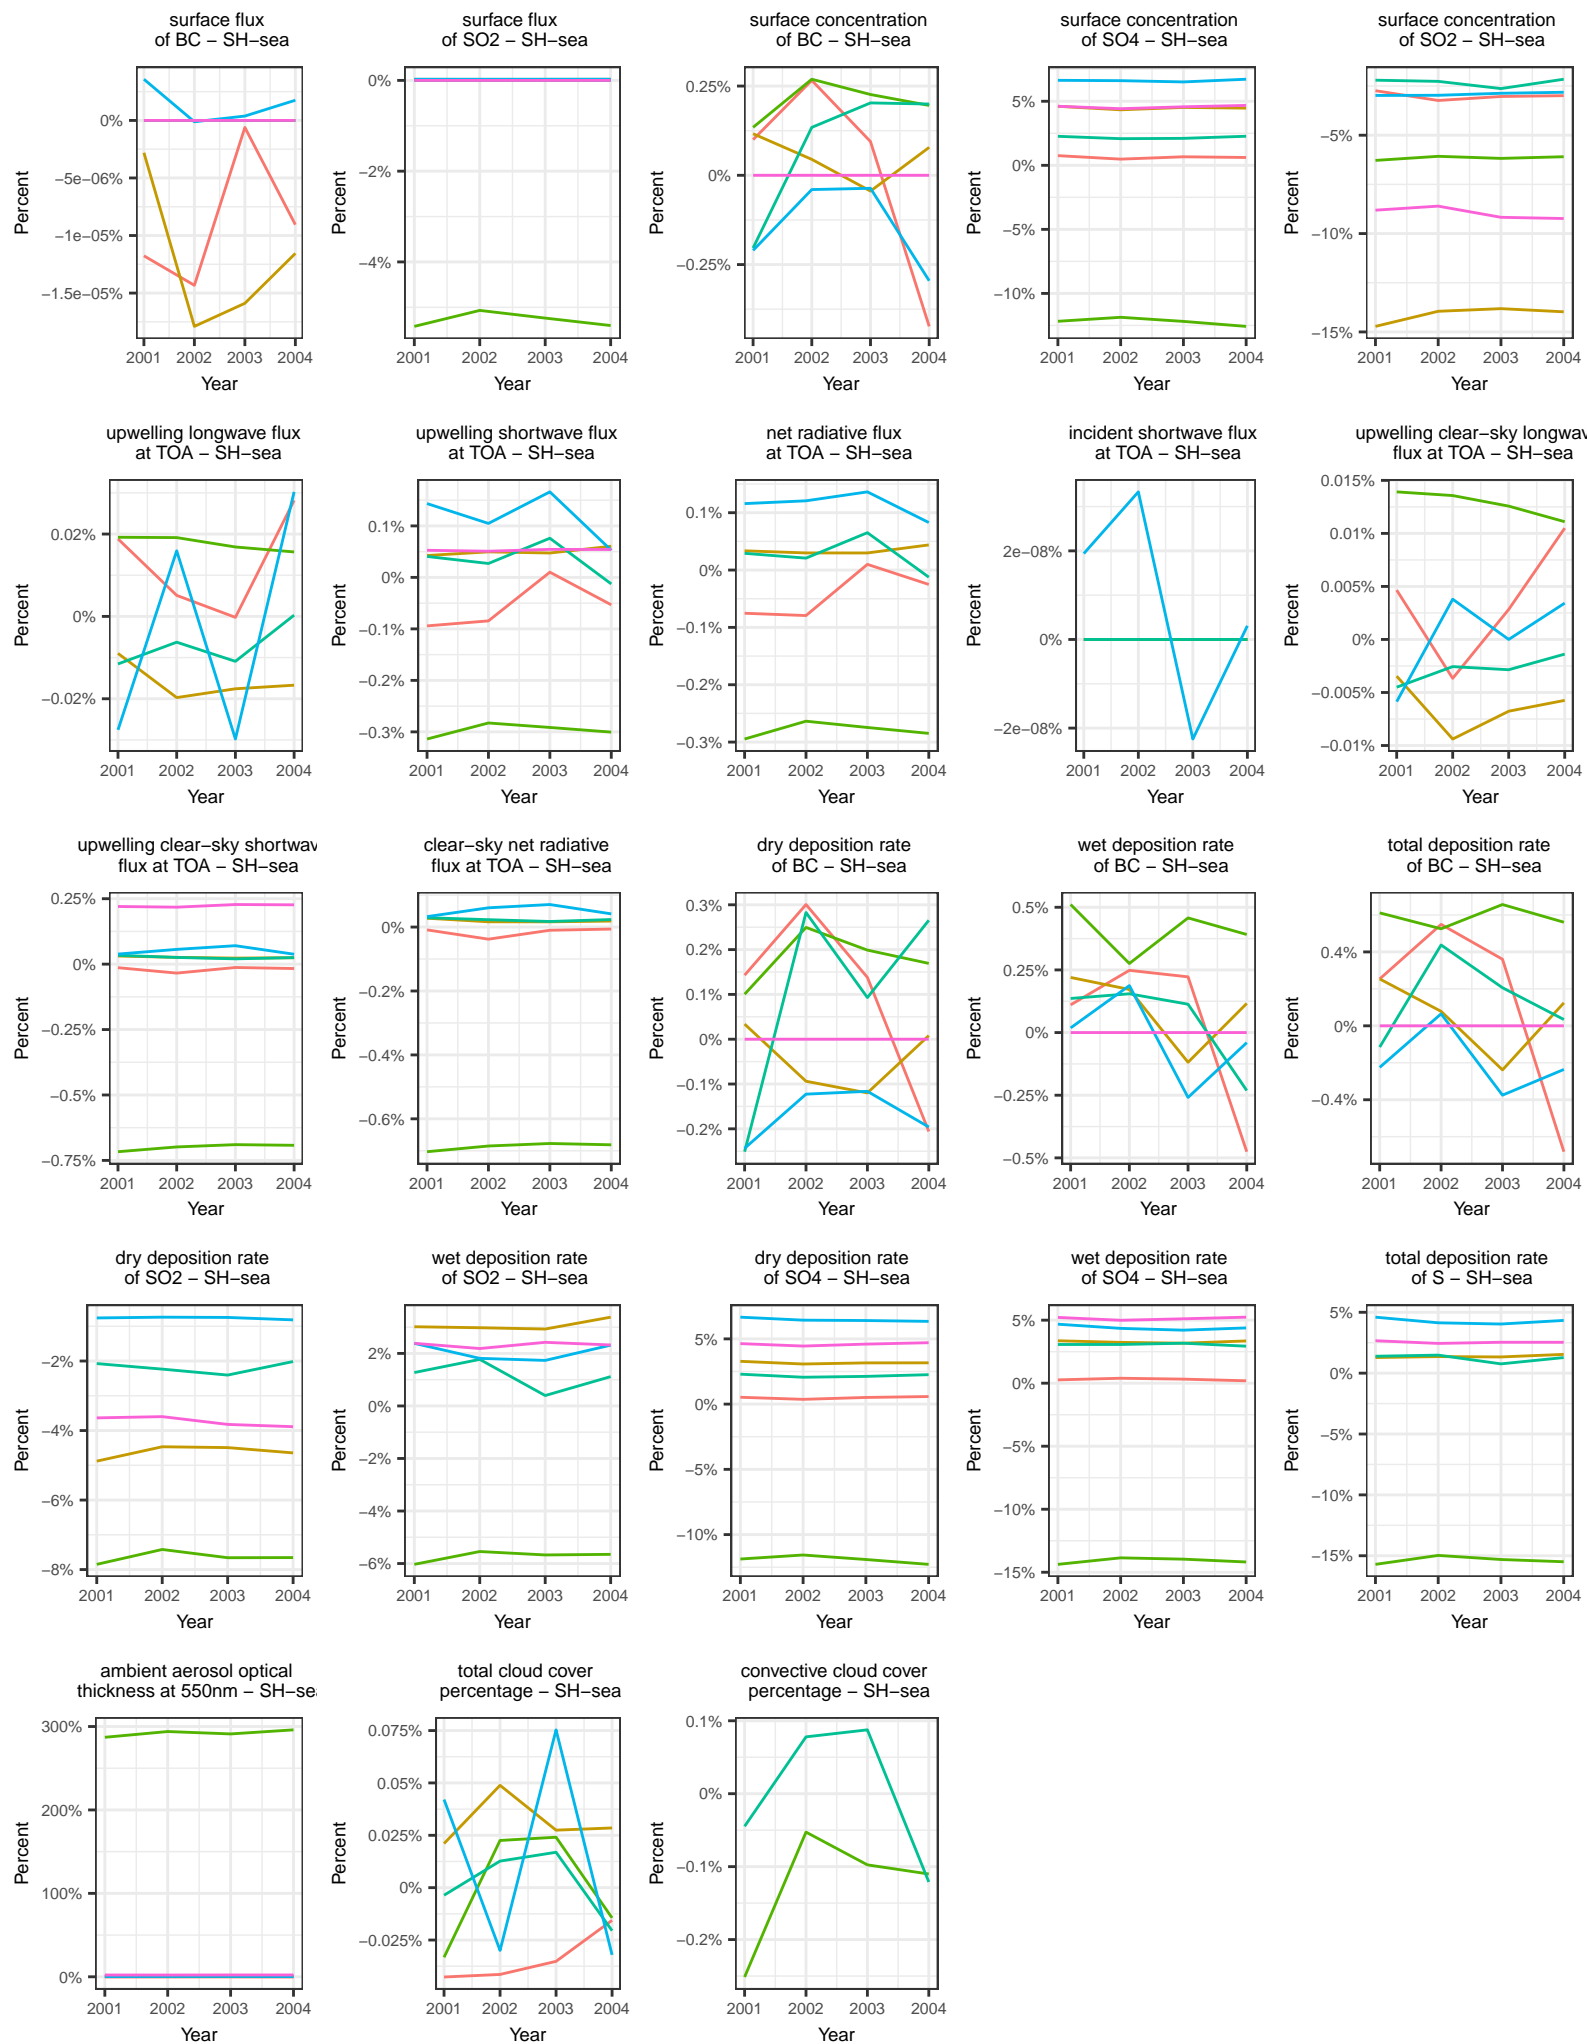 surface flux
of BC − SH−sea
0%
−5e−06%
−1e−05%
−1.5e−05%
Percent
2001 2002 2003 2004
Year
surface flux
of SO2 − SH−sea
0%
−2%
−4%
Percent
2001 2002 2003 2004
Year
surface concentration
of BC − SH−sea
0.25%
0%
−0.25%
Percent
2001 2002 2003 2004
Year
surface concentration
of SO4 − SH−sea
5%
0%
−5%
−10%
Percent
2001 2002 2003 2004
Year
surface concentration
of SO2 − SH−sea
−5%
−10%
−15%
Percent
2001 2002 2003 2004
Year
upwelling longwave flux
at TOA − SH−sea
0.02%
0%
−0.02%
Percent
2001 2002 2003 2004
Year
upwelling shortwave flux
at TOA − SH−sea
0.1%
0%
−0.1%
−0.2%
−0.3%
Percent
2001 2002 2003 2004
Year
net radiative flux
at TOA − SH−sea
0.1%
0%
−0.1%
−0.2%
−0.3%
Percent
2001 2002 2003 2004
Year
incident shortwave flux
at TOA − SH−sea
2e−08%
0%
−2e−08%
Percent
2001 2002 2003 2004
Year
upwelling clear−sky longwav
flux at TOA − SH−sea
0.015%
0.01%
0.005%
0%
−0.005%
−0.01%
Percent
2001 2002 2003 2004
Year
upwelling clear−sky shortwav
flux at TOA − SH−sea
0.25%
0%
−0.25%
−0.5%
−0.75%
Percent
2001 2002 2003 2004
Year
clear−sky net radiative
flux at TOA − SH−sea
0%
−0.2%
−0.4%
−0.6%
Percent
2001 2002 2003 2004
Year
dry deposition rate
of BC − SH−sea
0.3%
0.2%
0.1%
0%
−0.1%
−0.2%
Percent
2001 2002 2003 2004
Year
wet deposition rate
of BC − SH−sea
0.5%
0.25%
0%
−0.25%
−0.5%
Percent
2001 2002 2003 2004
Year
total deposition rate
of BC − SH−sea
0.4%
0%
−0.4%
Percent
2001 2002 2003 2004
Year
dry deposition rate
of SO2 − SH−sea
−2%
−4%
−6%
−8%
Percent
2001 2002 2003 2004
Year
wet deposition rate
of SO2 − SH−sea
2%
0%
−2%
−4%
−6%
Percent
2001 2002 2003 2004
Year
dry deposition rate
of SO4 − SH−sea
5%
0%
−5%
−10%
Percent
2001 2002 2003 2004
Year
wet deposition rate
of SO4 − SH−sea
5%
0%
−5%
−10%
−15%
Percent
2001 2002 2003 2004
Year
total deposition rate
of S − SH−sea
5%
0%
−5%
−10%
−15%
Percent
2001 2002 2003 2004
Year
ambient aerosol optical
thickness at 550nm − SH−se
300%
200%
100%
0%
Percent
2001 2002 2003 2004
Year
total cloud cover
percentage − SH−sea
0.075%
0.05%
0.025%
0%
−0.025%
Percent
2001 2002 2003 2004
Year
convective cloud cover
percentage − SH−sea
0.1%
0%
−0.1%
−0.2%
Percent
2001 2002 2003 2004
Year